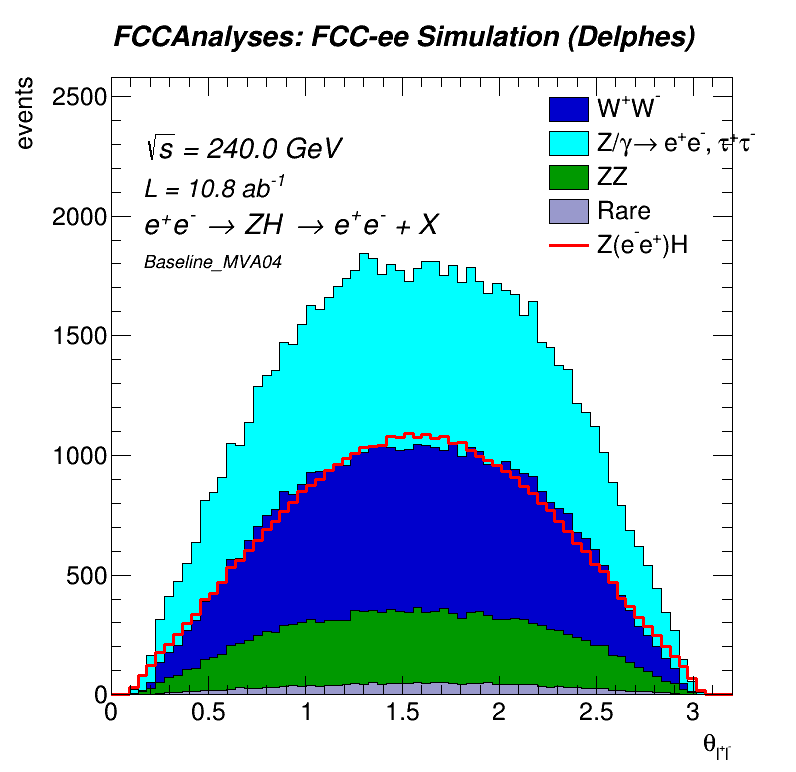 FCCAnalyses: FCC-ee Simulation (Delphes)
events
2500
2000
1500
1000
500
0
√s = 240.0 GeV
L = 10.8 ab⁻¹
e⁺e⁻ → ZH → e⁺e⁻ + X
Baseline_MVA04
W⁺W⁻
Z/γ→ e⁺e⁻, τ⁺τ⁻
ZZ
Rare
Z(e⁻e⁺)H
0 0.5 1 1.5 2 2.5 3
θ_l⁺l⁻